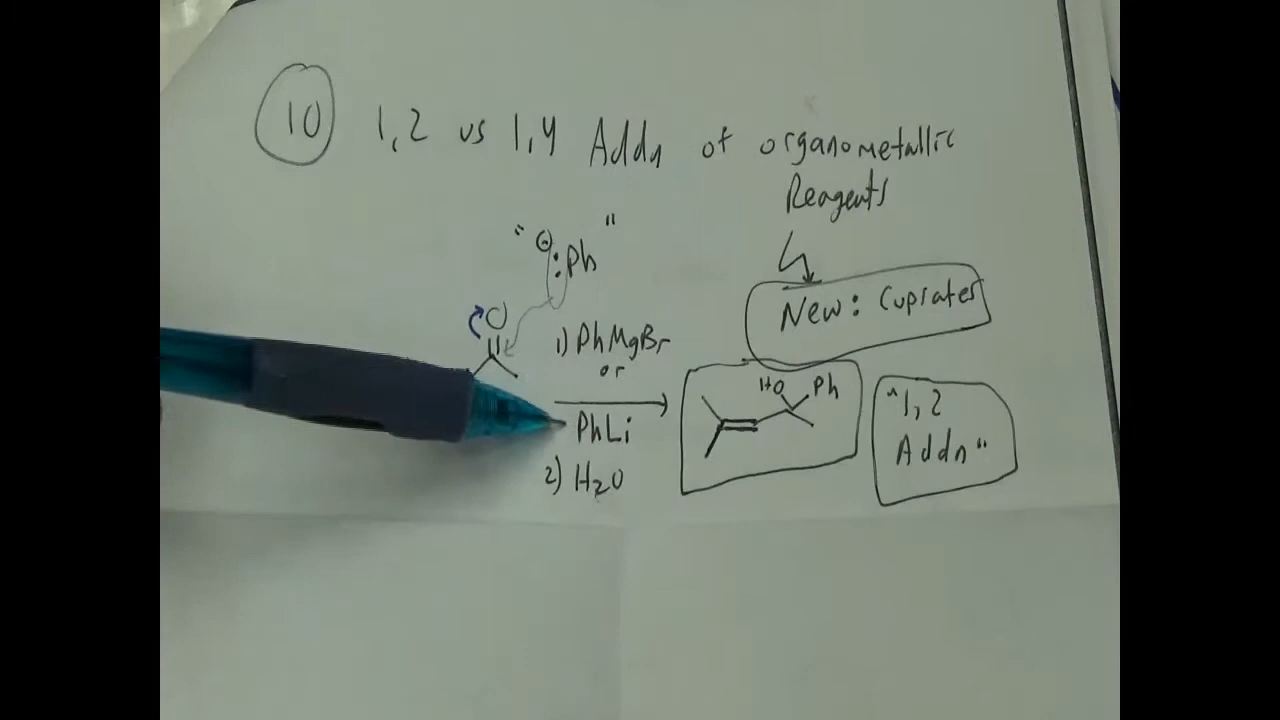 10 1,2 vs 1,4 Addn of organometallic
Reagents
" ⊖:Ph "
New: Cuprates
O
1) PhMgBr
or
PhLi
2) H2O
HO Ph
"1,2
Addn"